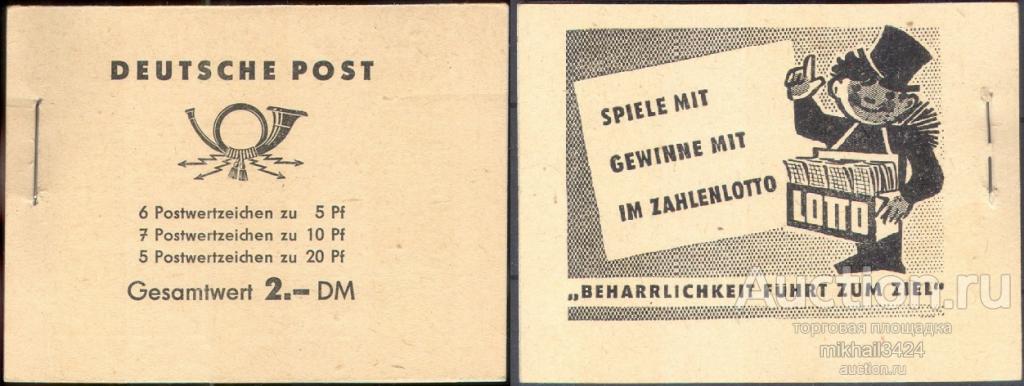 DEUTSCHE POST
6 Postwertzeichen zu 5 Pf
7 Postwertzeichen zu 10 Pf
5 Postwertzeichen zu 20 Pf
Gesamtwert 2.– DM
SPIELE MIT
GEWINNE MIT
IM ZAHLENLOTTO
LOTTO
„BEHARRLICHKEIT FÜHRT ZUM ZIEL"
Auction.ru
торговая площадка
mikhail3424
auction.ru